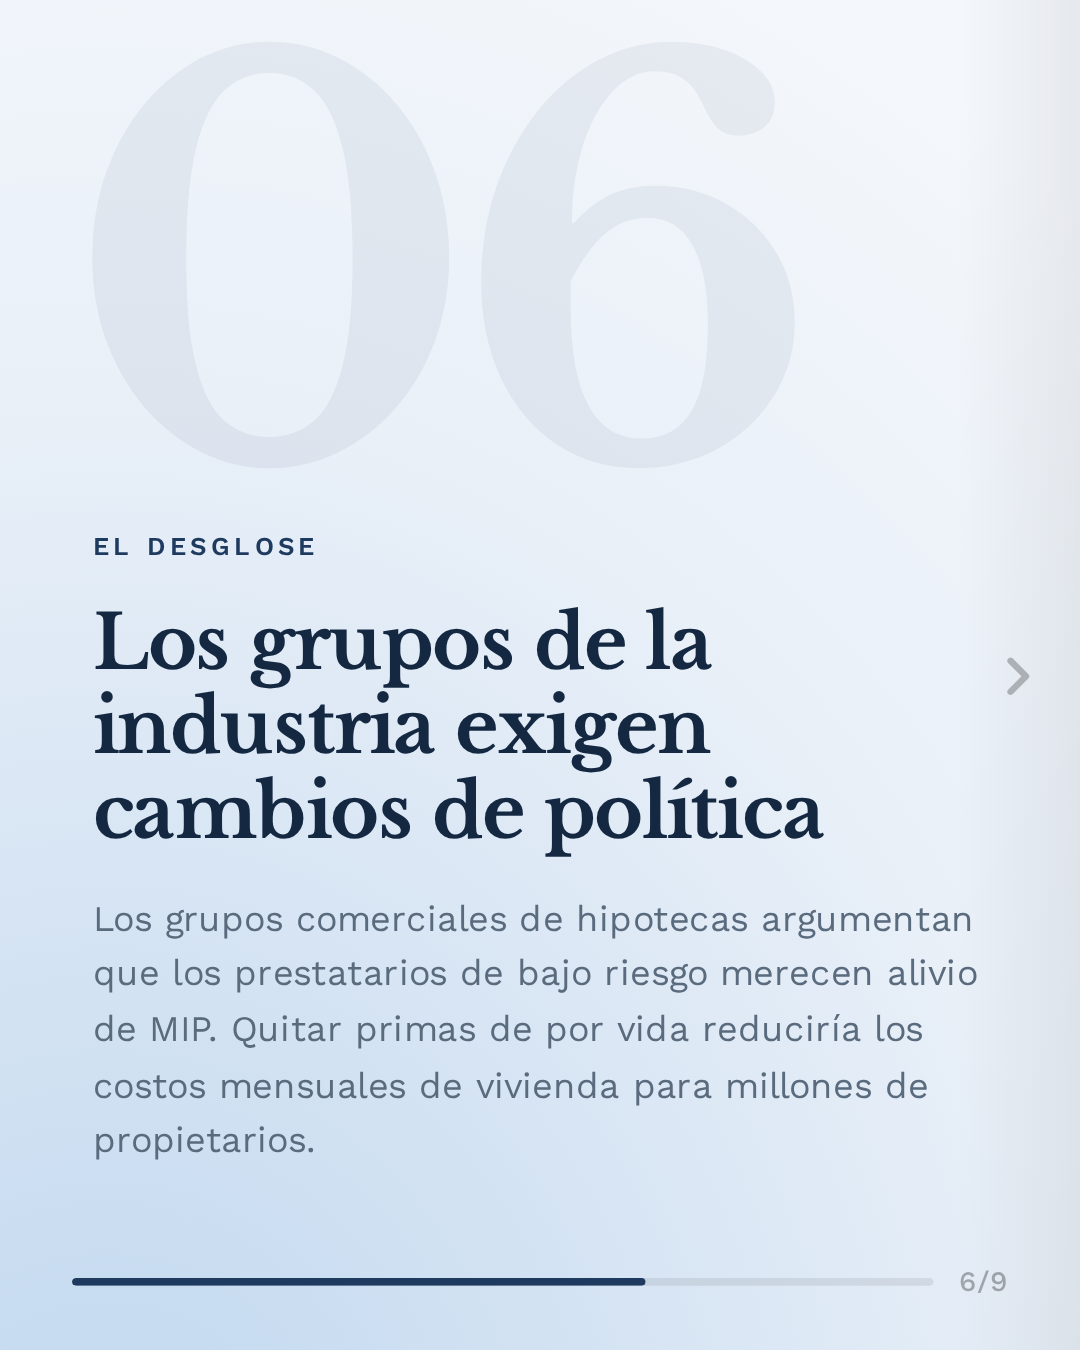 06
EL DESGLOSE
Los grupos de la
industria exigen
cambios de política
Los grupos comerciales de hipotecas argumentan
que los prestatarios de bajo riesgo merecen alivio
de MIP. Quitar primas de por vida reduciría los
costos mensuales de vivienda para millones de
propietarios.
6/9